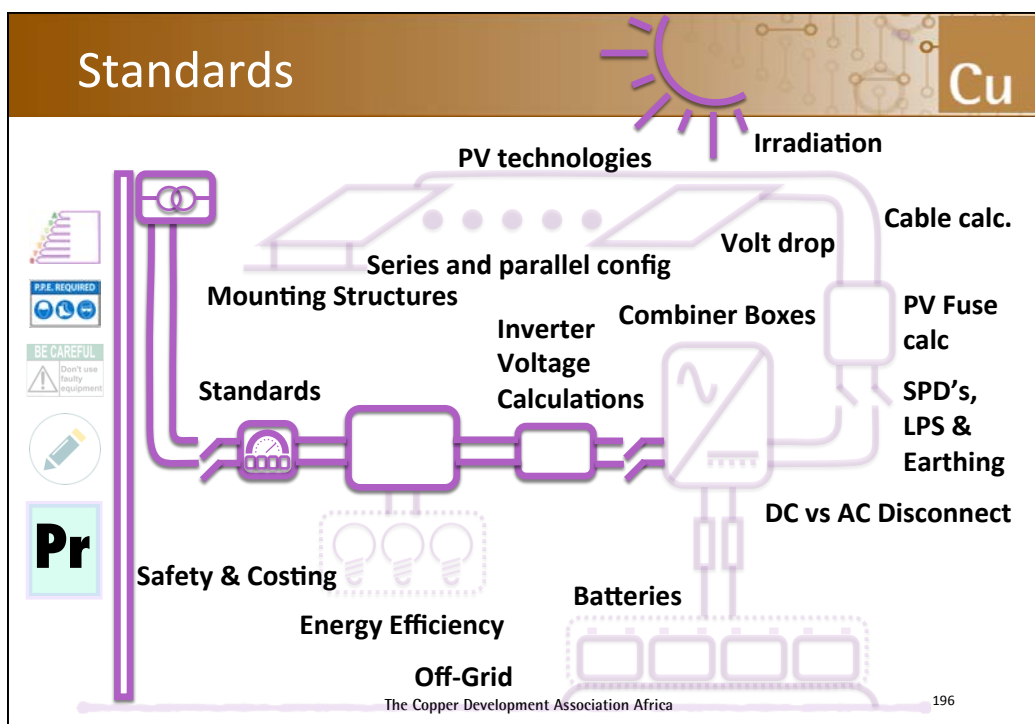 Standards
Cu
Irradiation
PV technologies
Cable calc.
Volt drop
Series and parallel config
Mounting Structures
P.P.E. REQUIRED
Combiner Boxes
PV Fuse
calc
Inverter
Voltage
Calculations
BE CAREFUL
Don't use
faulty
equipment
Standards
SPD's,
LPS &
Earthing
DC vs AC Disconnect
Pr
Safety & Costing
Batteries
Energy Efficiency
Off-Grid
The Copper Development Association Africa
196